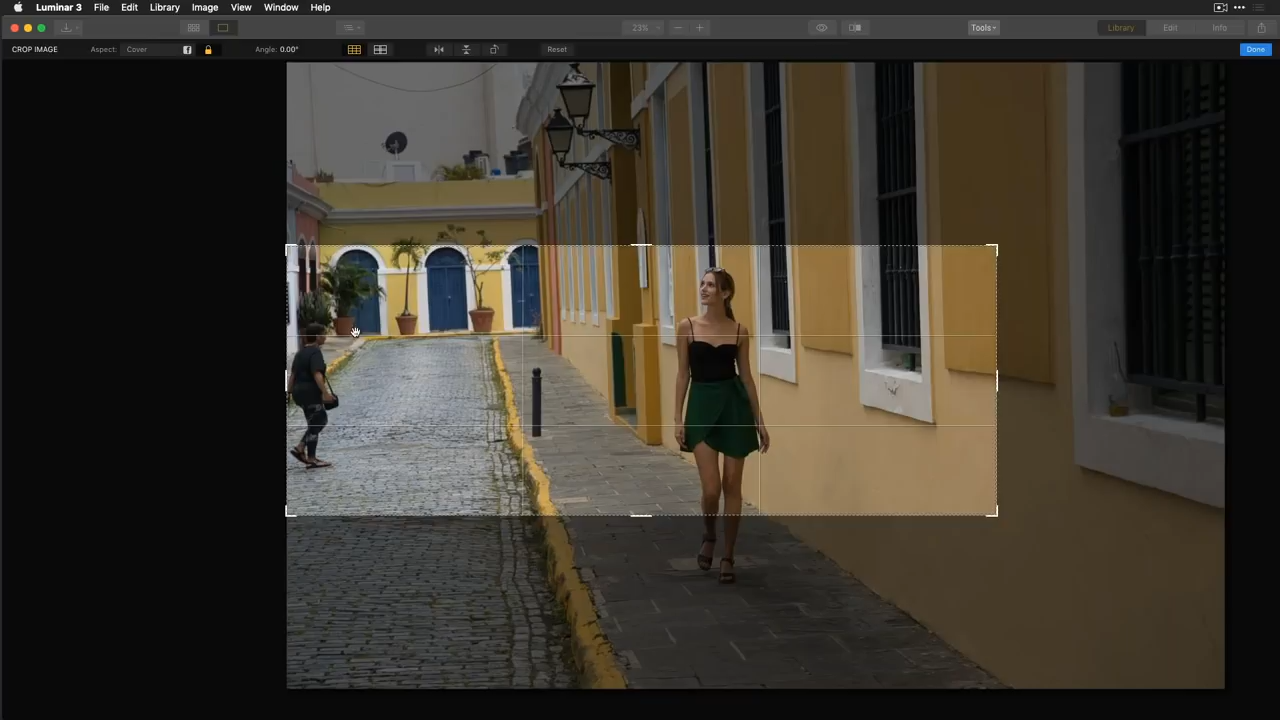 Luminar 3 File Edit Library Image View Window Help
23% Tools Library Edit Info
CROP IMAGE Aspect: Cover Angle: 0.00° Reset Done